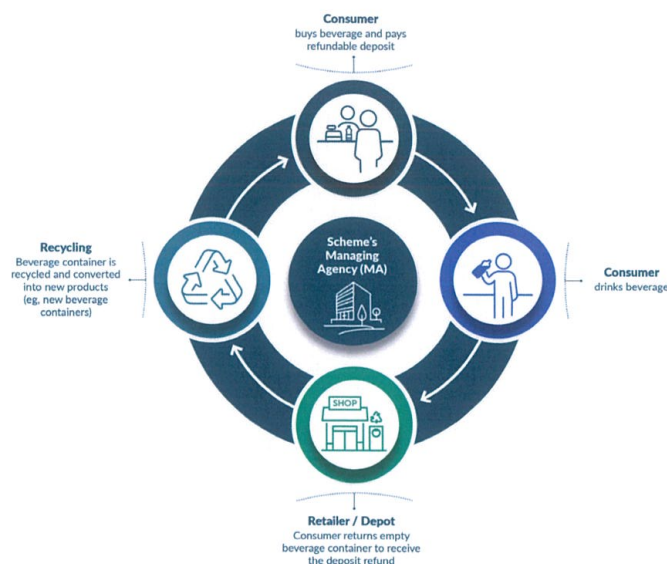 Consumer
buys beverage and pays
refundable deposit
Scheme's
Managing
Agency (MA)
Recycling
Beverage container is
recycled and converted
into new products
(eg, new beverage
containers)
Consumer
drinks beverage
SHOP
Retailer / Depot
Consumer returns empty
beverage container to receive
the deposit refund